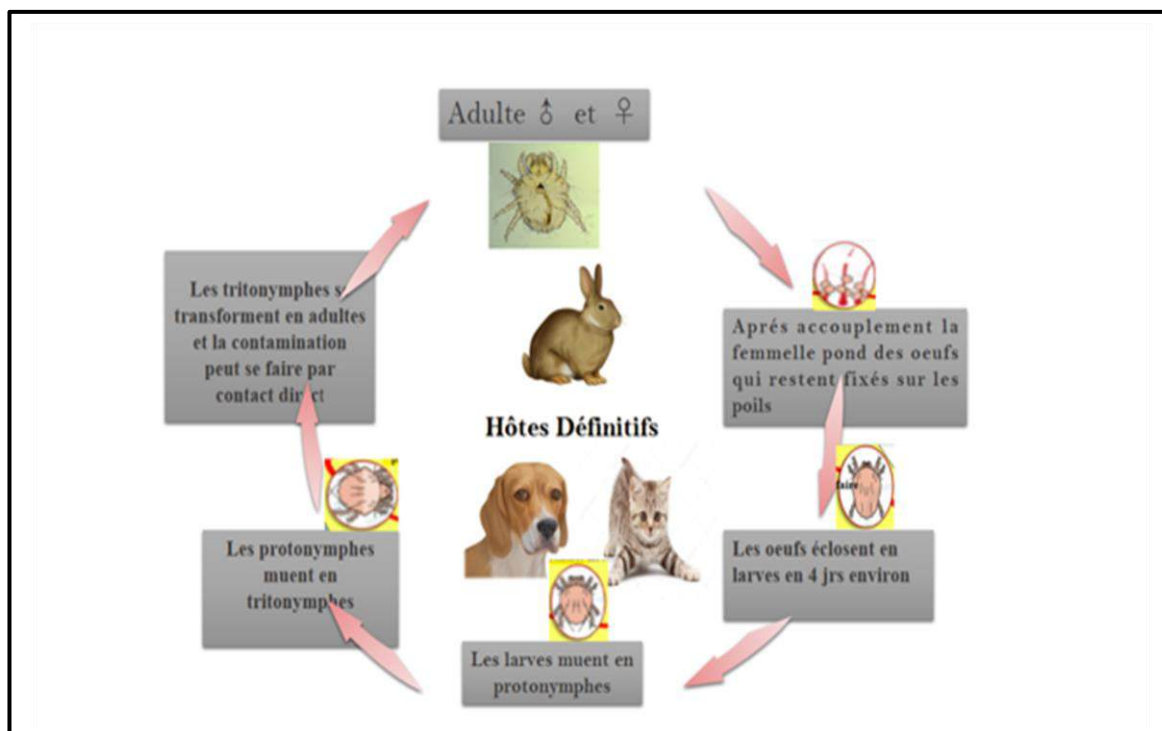 Adulte ♂ et ♀
Aprés accouplement la
femmelle pond des oeufs
qui restent fixés sur les
poils
faire
Les oeufs éclosent en
larves en 4 jrs environ
Les larves muent en
protonymphes
Les protonymphes
muent en
tritonymphes
Les tritonymphes s
transforment en adultes
et la contamination
peut se faire par
contact direct
Hôtes Définitifs